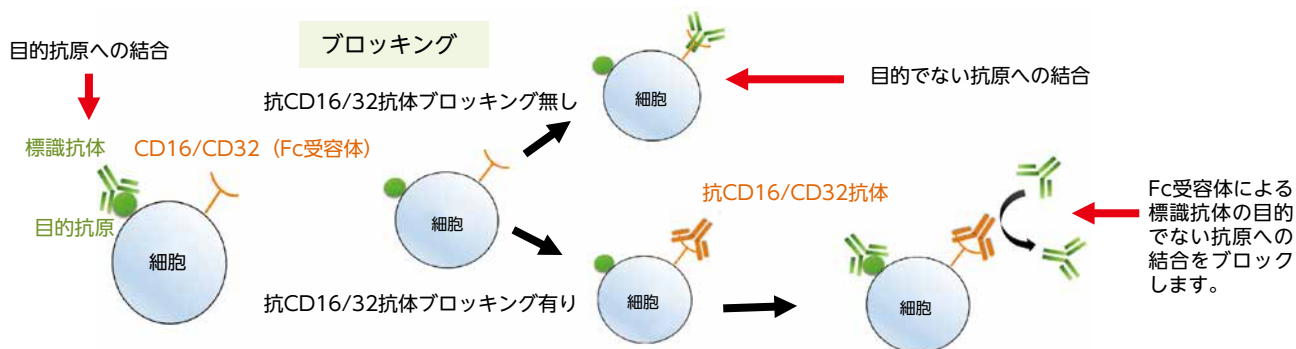 目的抗原への結合
ブロッキング
目的でない抗原への結合
抗CD16/32抗体ブロッキング無し
細胞
標識抗体
CD16/CD32（Fc受容体）
目的抗原
細胞
細胞
抗CD16/CD32抗体
Fc受容体による
標識抗体の目的
でない抗原への
結合をブロック
します。
抗CD16/32抗体ブロッキング有り
細胞
細胞